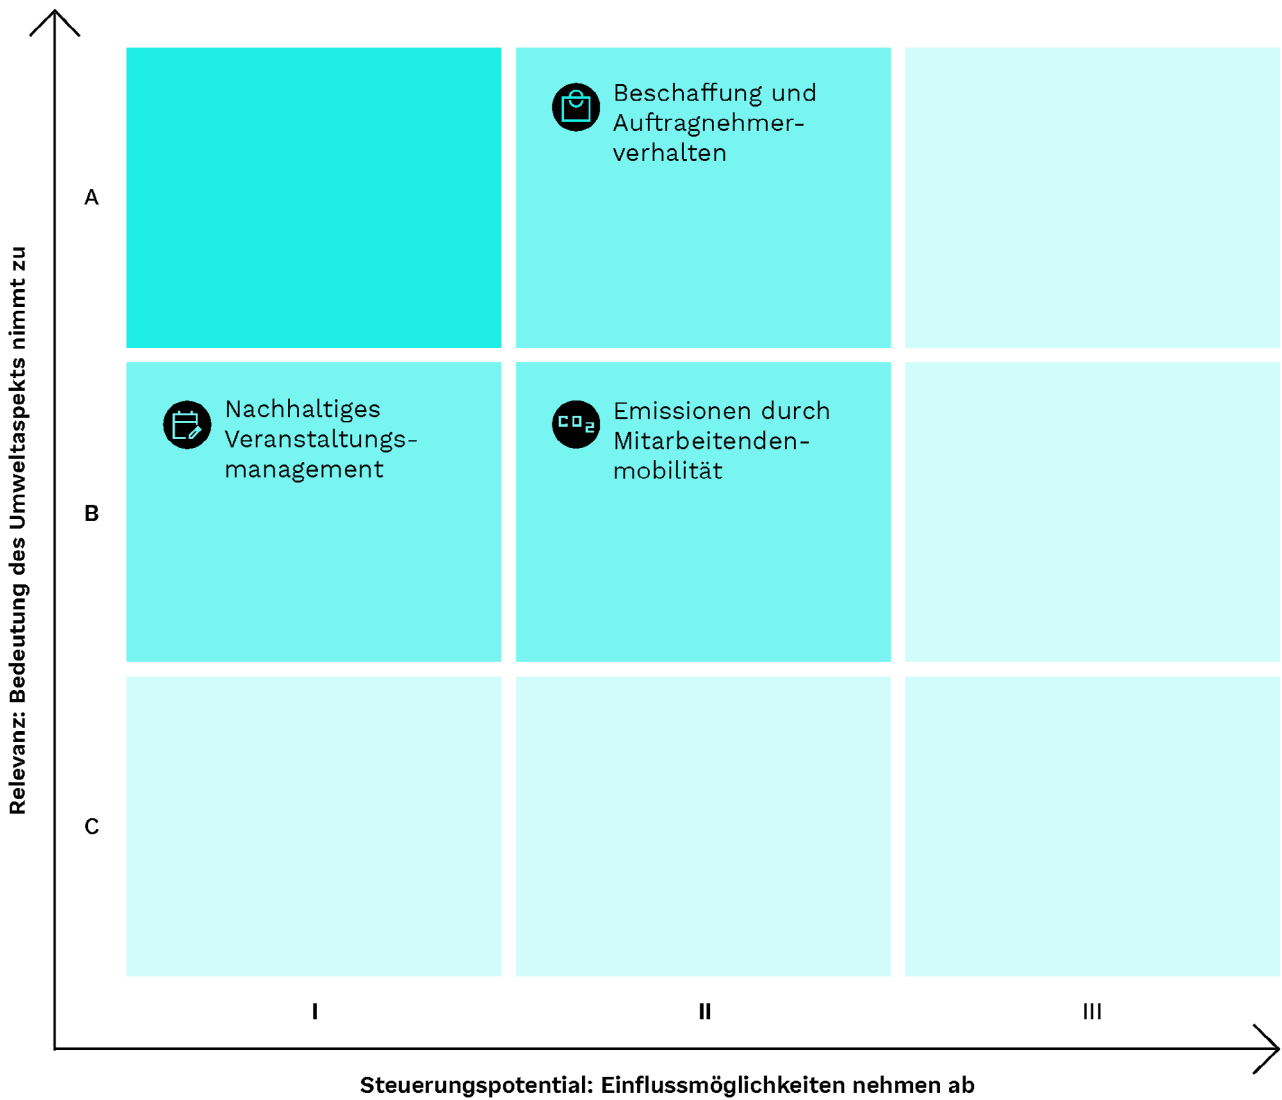 Relevanz: Bedeutung des Umweltaspekts nimmt zu
A
Beschaffung und
Auftragnehmer-
verhalten
B
Nachhaltiges
Veranstaltungs-
management
CO2
Emissionen durch
Mitarbeitenden-
mobilität
C
I
II
III
Steuerungspotential: Einflussmöglichkeiten nehmen ab